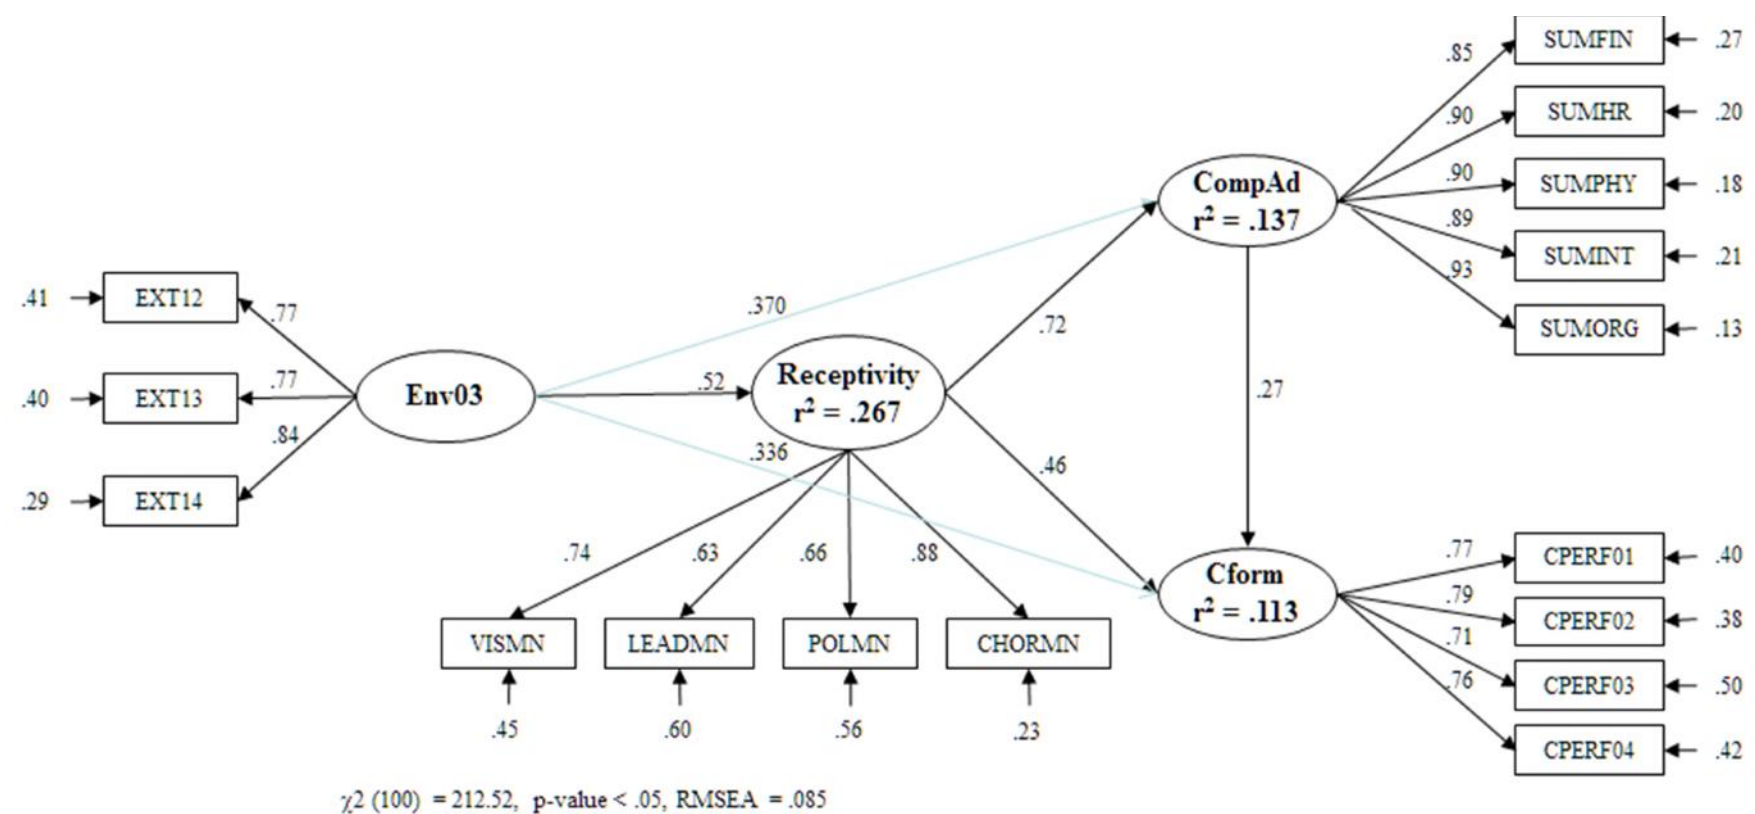 SUMFIN
.27
.85
SUMHR
.20
.90
SUMPHY
.18
.90
SUMINT
.21
.89
SUMORG
.13
.93
CompAd
r² = .137
.370
.72
.41
EXT12
.77
.40
EXT13
.77
.29
EXT14
.84
Env03
.52
Receptivity
r² = .267
.336
.46
.27
.74
.63
.66
.88
VISMN
LEADMN
POLMN
CHORMN
.45
.60
.56
.23
Cform
r² = .113
.77
CPERF01
.40
.79
CPERF02
.38
.71
CPERF03
.50
.76
CPERF04
.42
χ2 (100) = 212.52, p-value < .05, RMSEA = .085